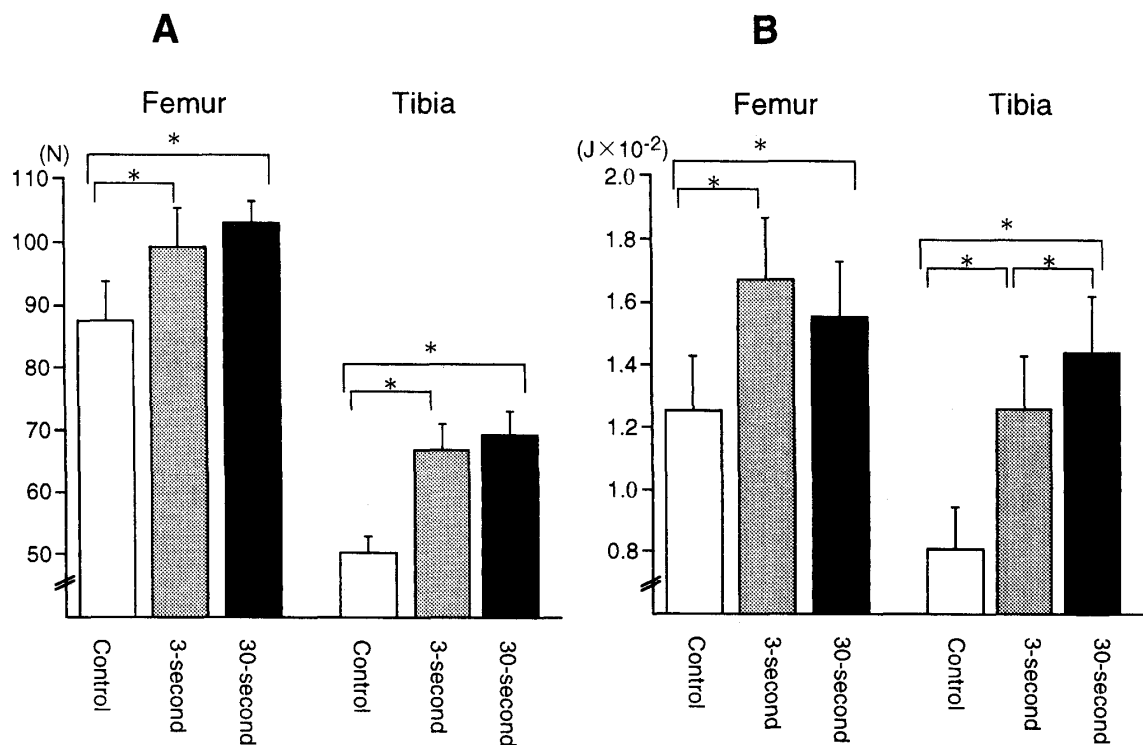 A
Femur
Tibia
(N)
*
*
110
100
90
80
70
60
50
*
*
Control
3-second
30-second
Control
3-second
30-second
B
Femur
Tibia
(J×10-2)
*
*
2.0
1.8
1.6
1.4
1.2
1.0
0.8
*
*
*
Control
3-second
30-second
Control
3-second
30-second